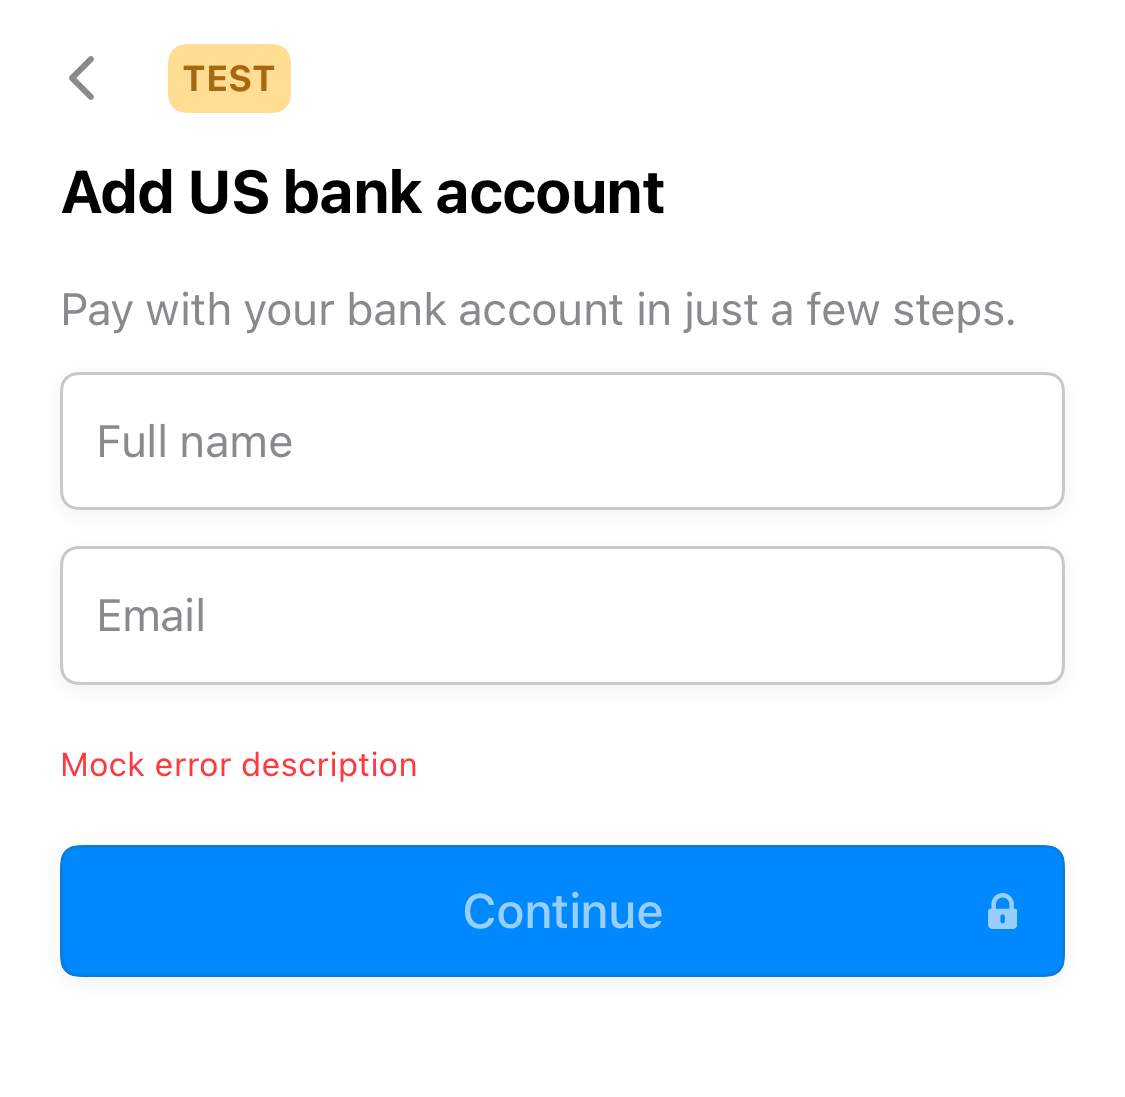 TEST
Add US bank account
Pay with your bank account in just a few steps.
Full name
Email
Mock error description
Continue